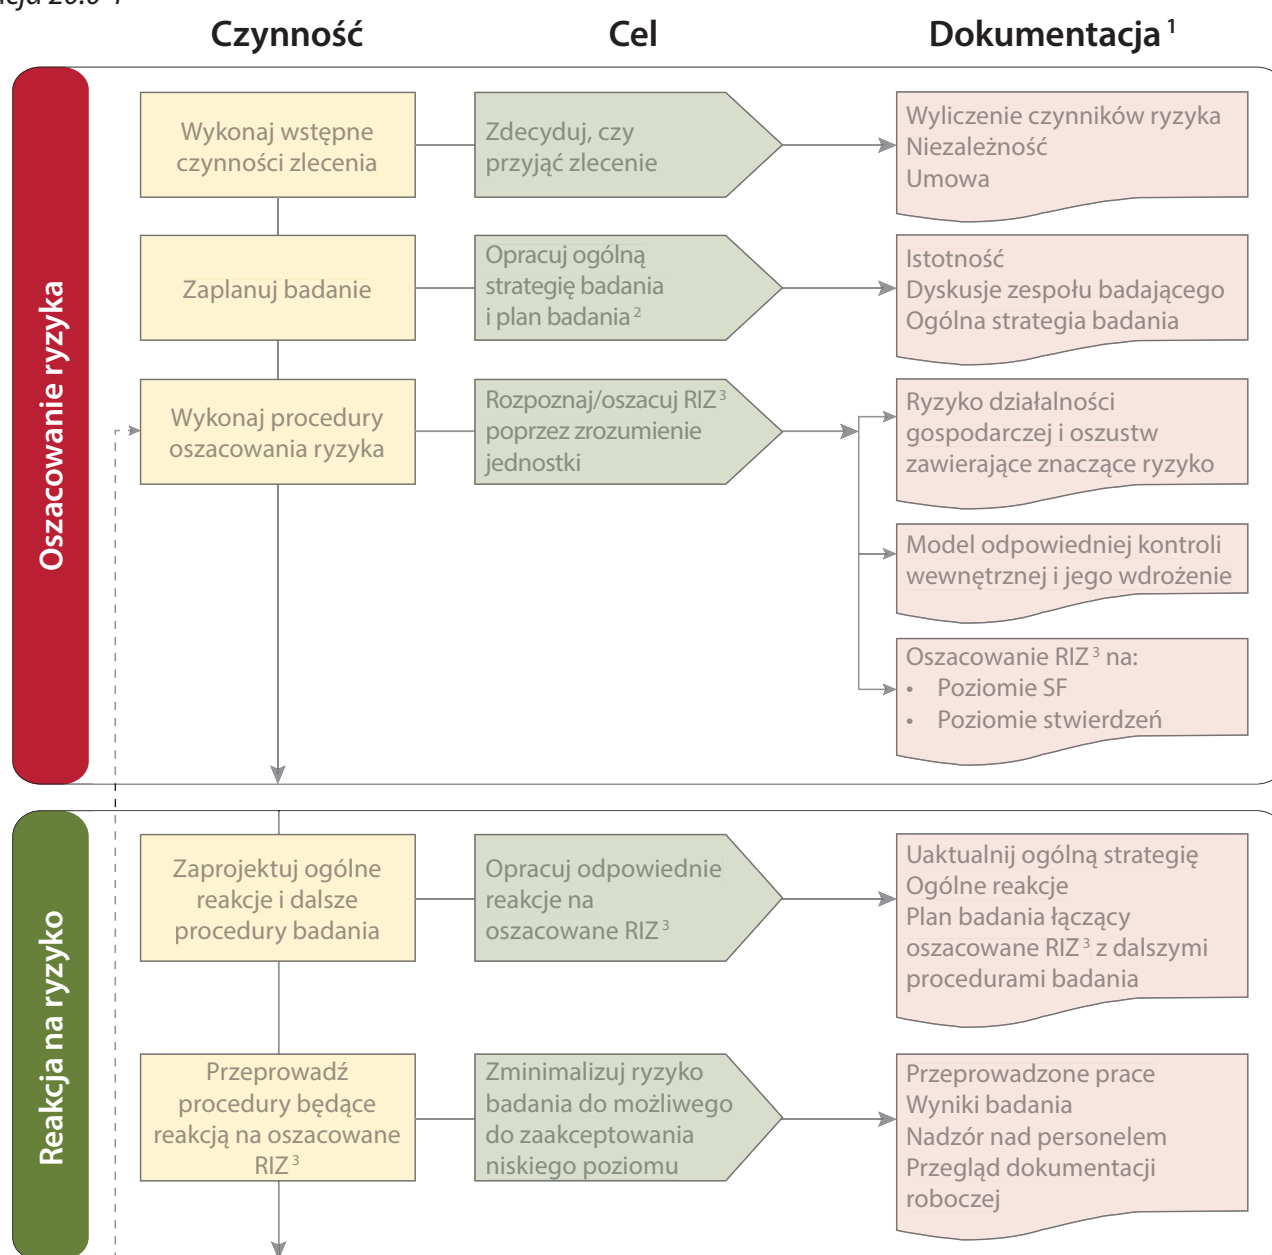 Czynność
Cel
Dokumentacja 1
Oszacowanie ryzyka
Wykonaj wstępne
czynności zlecenia
Zdecyduj, czy
przyjąć zlecenie
Wyliczenie czynników ryzyka
Niezależność
Umowa
Zaplanuj badanie
Opracuj ogólną
strategię badania
i plan badania 2
Istotność
Dyskusje zespołu badającego
Ogólna strategia badania
Wykonaj procedury
oszacowania ryzyka
Rozpoznaj/oszacuj RIZ 3
poprzez zrozumienie
jednostki
Ryzyko działalności
gospodarczej i oszustw
zawierające znaczące ryzyko
Model odpowiedniej kontroli
wewnętrznej i jego wdrożenie
Oszacowanie RIZ 3 na:
• Poziomie SF
• Poziomie stwierdzeń
Reakcja na ryzyko
Zaprojektuj ogólne
reakcje i dalsze
procedury badania
Opracuj odpowiednie
reakcje na
oszacowane RIZ 3
Uaktualnij ogólną strategię
Ogólne reakcje
Plan badania łączący
oszacowane RIZ 3 z dalszymi
procedurami badania
Przeprowadź
procedury będące
reakcją na oszacowane
RIZ 3
Zminimalizuj ryzyko
badania do możliwego
do zaakceptowania
niskiego poziomu
Przeprowadzone prace
Wyniki badania
Nadzór nad personelem
Przegląd dokumentacji
roboczej